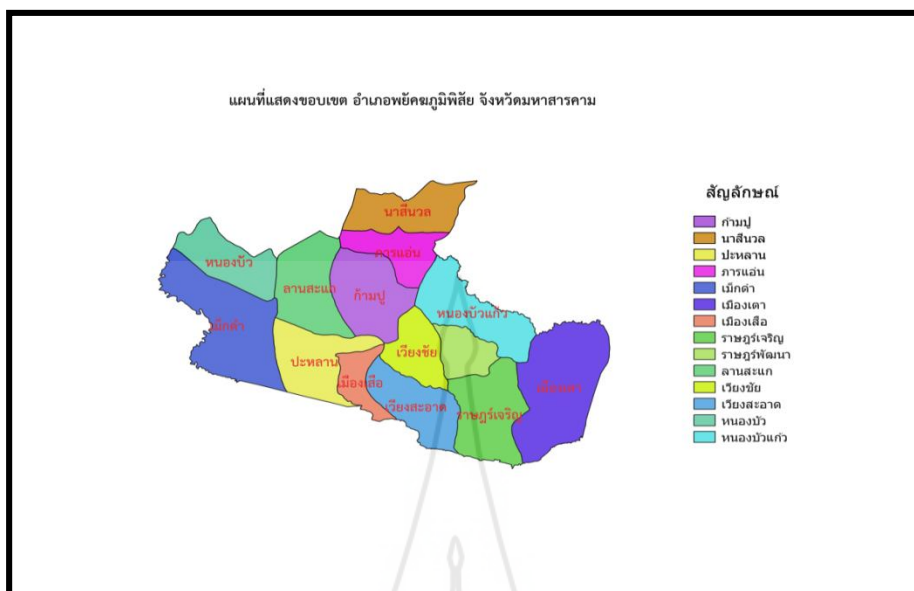 แผนที่แสดงขอบเขต อำเภอพยัคฆภูมิพิสัย จังหวัดมหาสารคาม
สัญลักษณ์
ก้ามปู
นาสีนวล
ปะหลาน
ภารแอ่น
เม็กดำ
เมืองเตา
เมืองเสือ
ราษฎร์เจริญ
ราษฎร์พัฒนา
ลานสะแก
เวียงชัย
เวียงสะอาด
หนองบัว
หนองบัวแก้ว
นาสีนวล
ภารแอ่น
หนองบัว
ลานสะแก
ก้ามปู
หนองบัวแก้ว
เม็กดำ
เวียงชัย
ปะหลาน
เมืองเสือ
เมืองเตา
เวียงสะอาด
ราษฎร์เจริญ